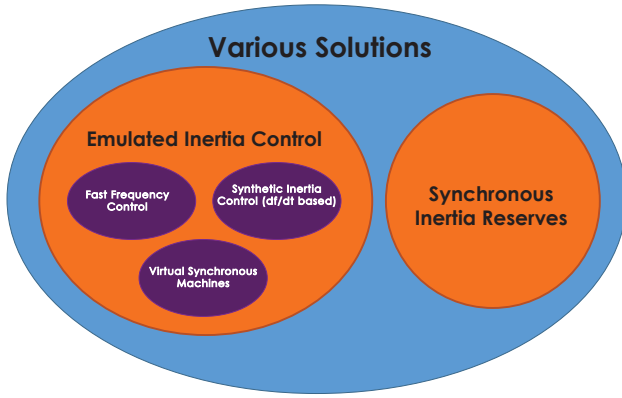 Various Solutions
Emulated Inertia Control
Fast Frequency
Control
Synthetic Inertia
Control (df/dt based)
Virtual Synchronous
Machines
Synchronous
Inertia Reserves